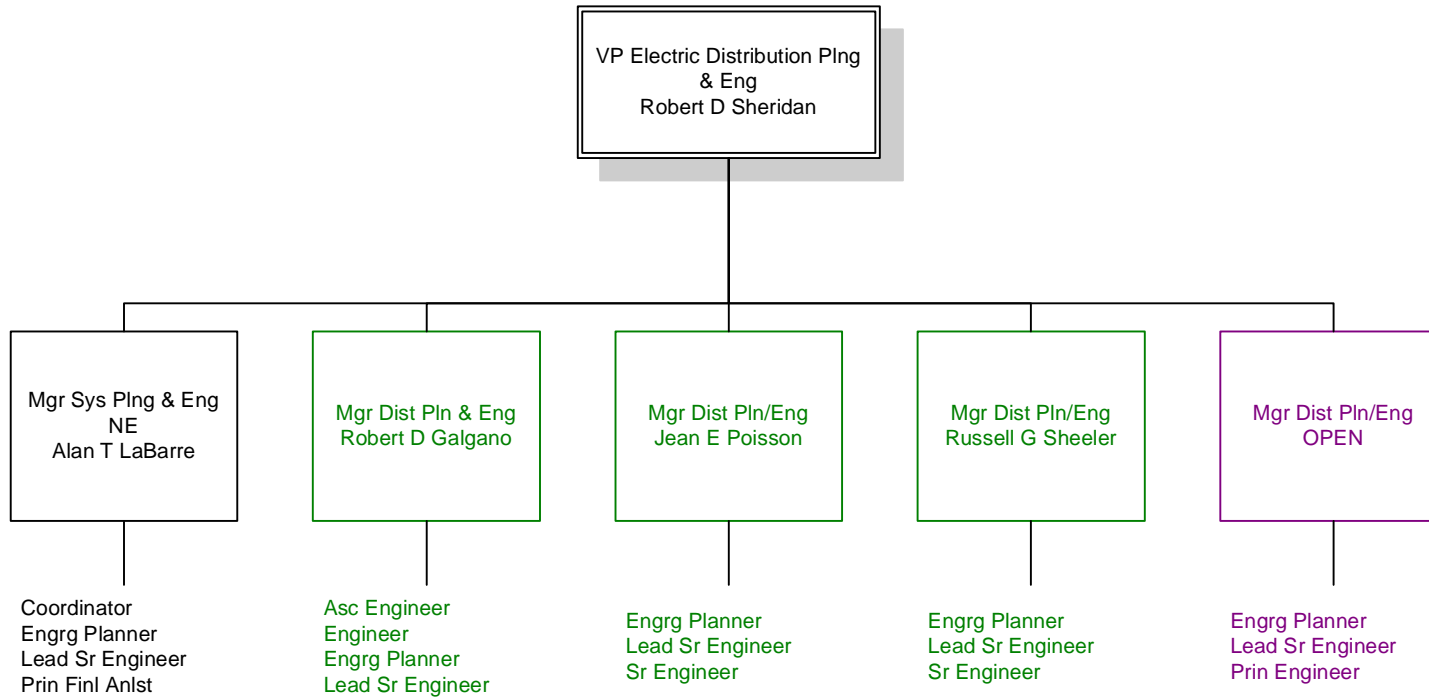 VP Electric Distribution Plng
& Eng
Robert D Sheridan
Mgr Sys Plng & Eng
NE
Alan T LaBarre
Mgr Dist Pln & Eng
Robert D Galgano
Mgr Dist Pln/Eng
Jean E Poisson
Mgr Dist Pln/Eng
Russell G Sheeler
Mgr Dist Pln/Eng
OPEN
Coordinator
Engrg Planner
Lead Sr Engineer
Prin Finl Anlst
Asc Engineer
Engineer
Engrg Planner
Lead Sr Engineer
Engrg Planner
Lead Sr Engineer
Sr Engineer
Engrg Planner
Lead Sr Engineer
Sr Engineer
Engrg Planner
Lead Sr Engineer
Prin Engineer